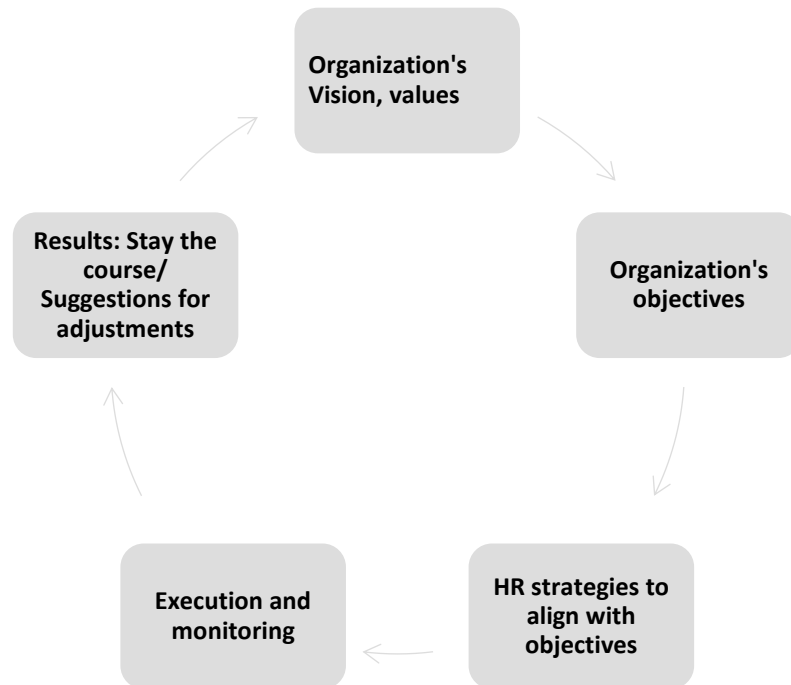 Organization's
Vision, values
Organization's
objectives
HR strategies to
align with
objectives
Execution and
monitoring
Results: Stay the
course/
Suggestions for
adjustments